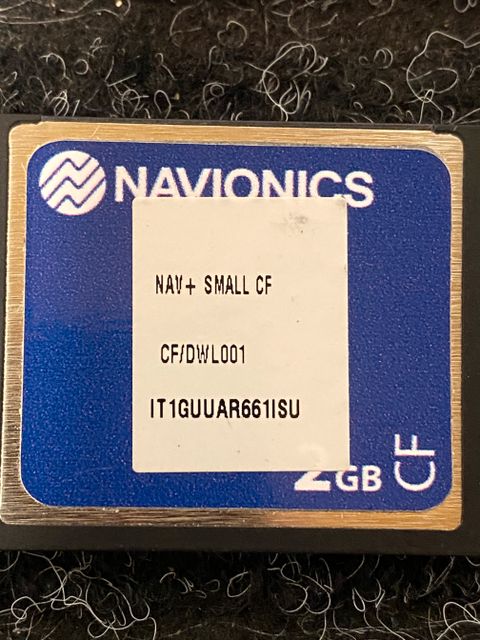 NAVIONICS
NAV+ SMALL CF
CF/DWL001
IT1GUUAR661ISU
2GB
CF